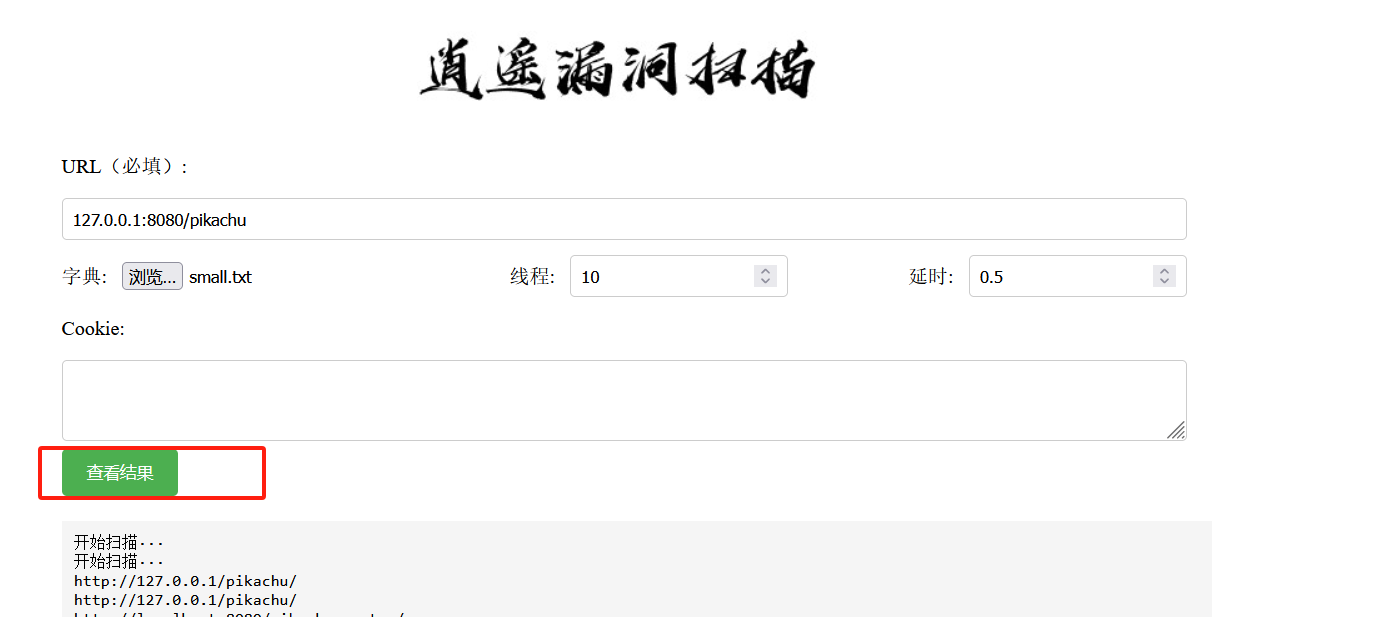 逍遥漏洞扫描
URL（必填）:
127.0.0.1:8080/pikachu
字典: 浏览... small.txt 线程: 10 延时: 0.5
Cookie:
查看结果
开始扫描···
开始扫描···
http://127.0.0.1/pikachu/
http://127.0.0.1/pikachu/